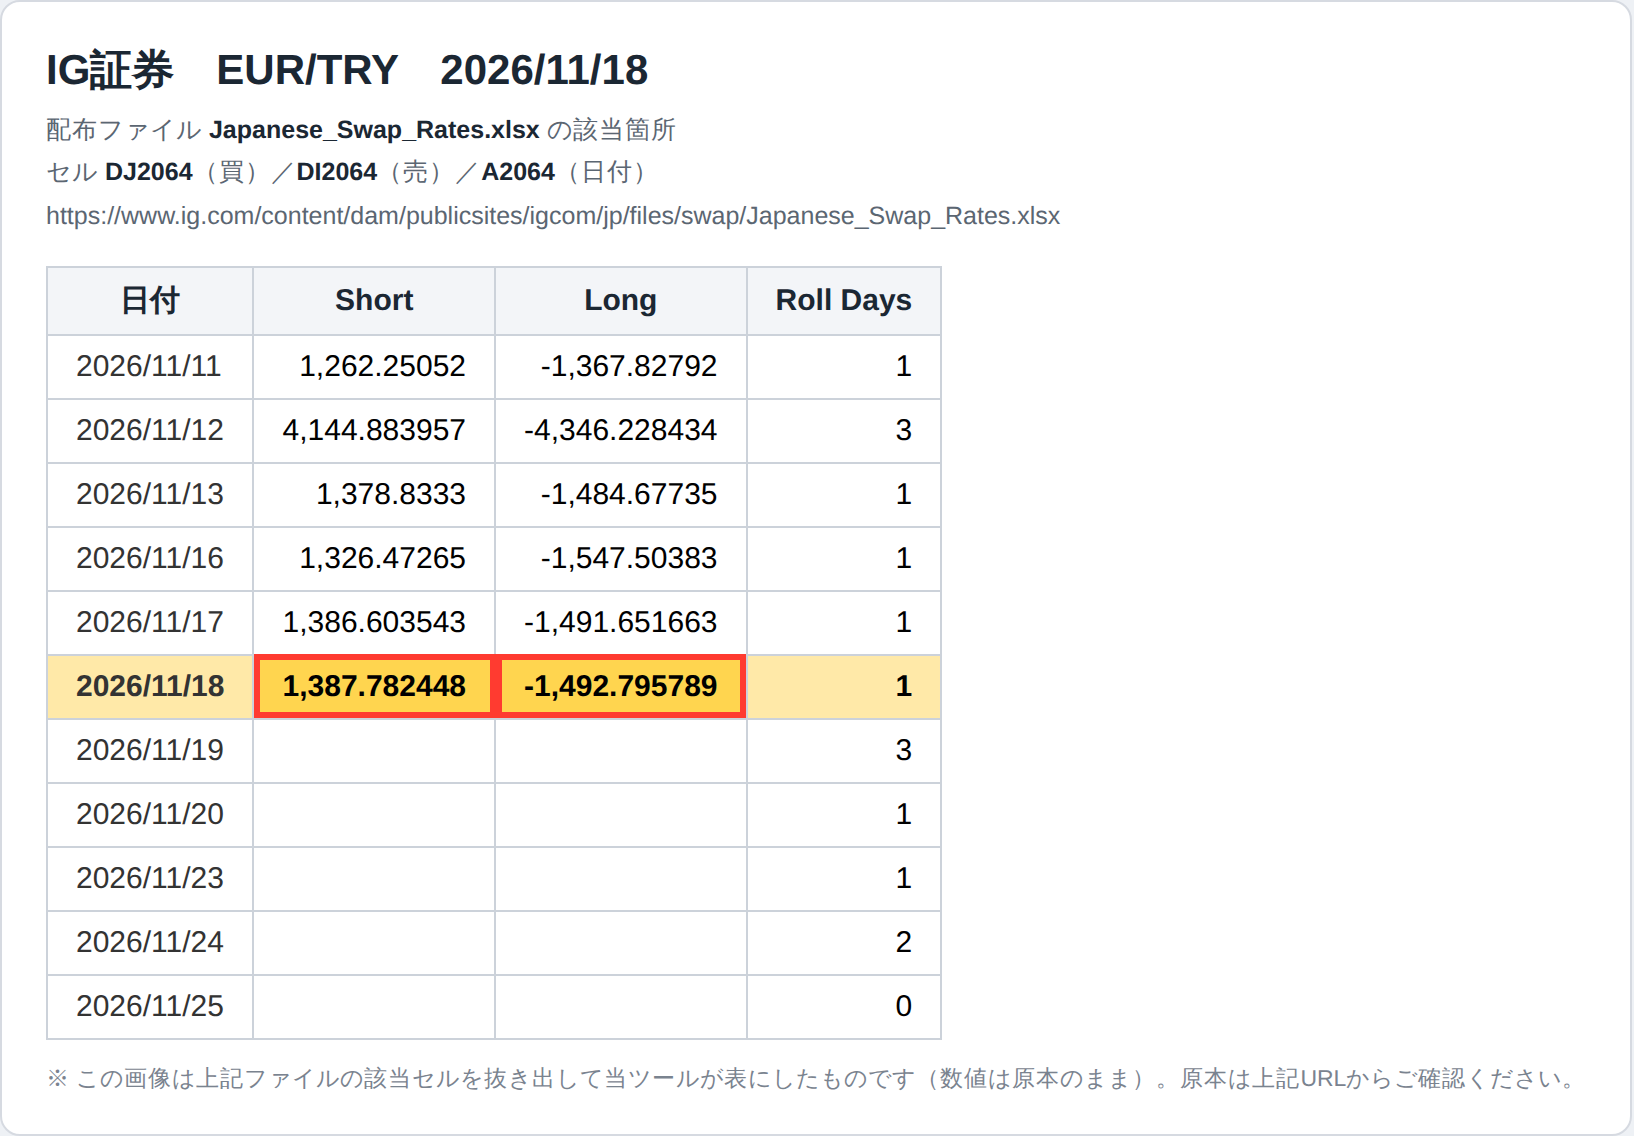 IG証券　EUR/TRY　2026/11/18
配布ファイル Japanese_Swap_Rates.xlsx の該当箇所
セル DJ2064（買）／DI2064（売）／A2064（日付）
https://www.ig.com/content/dam/publicsites/igcom/jp/files/swap/Japanese_Swap_Rates.xlsx
日付 Short Long Roll Days
2026/11/11 1,262.25052 -1,367.82792 1
2026/11/12 4,144.883957 -4,346.228434 3
2026/11/13 1,378.8333 -1,484.67735 1
2026/11/16 1,326.47265 -1,547.50383 1
2026/11/17 1,386.603543 -1,491.651663 1
2026/11/18 1,387.782448 -1,492.795789 1
2026/11/19 3
2026/11/20 1
2026/11/23 1
2026/11/24 2
2026/11/25 0
※ この画像は上記ファイルの該当セルを抜き出して当ツールが表にしたものです（数値は原本のまま）。原本は上記URLからご確認ください。